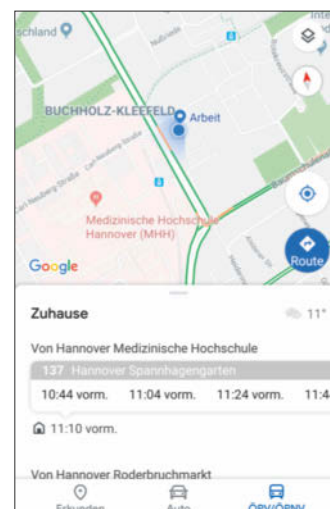 schland
Nußriede
BUCHHOLZ-KLEEFELD
Arbeit
Carl-Neuberg-Straße
Carl-Neuberg-Straße
Medizinische Hochschule
Hannover (MHH)
Google
Route
Zuhause
11°
Von Hannover Medizinische Hochschule
137 Hannover Spannhagengarten
10:44 vorm. 11:04 vorm. 11:24 vorm. 11:4
11:10 vorm.
Von Hannover Roderbruchmarkt
Erkunden Auto ÖPV/ÖPNV